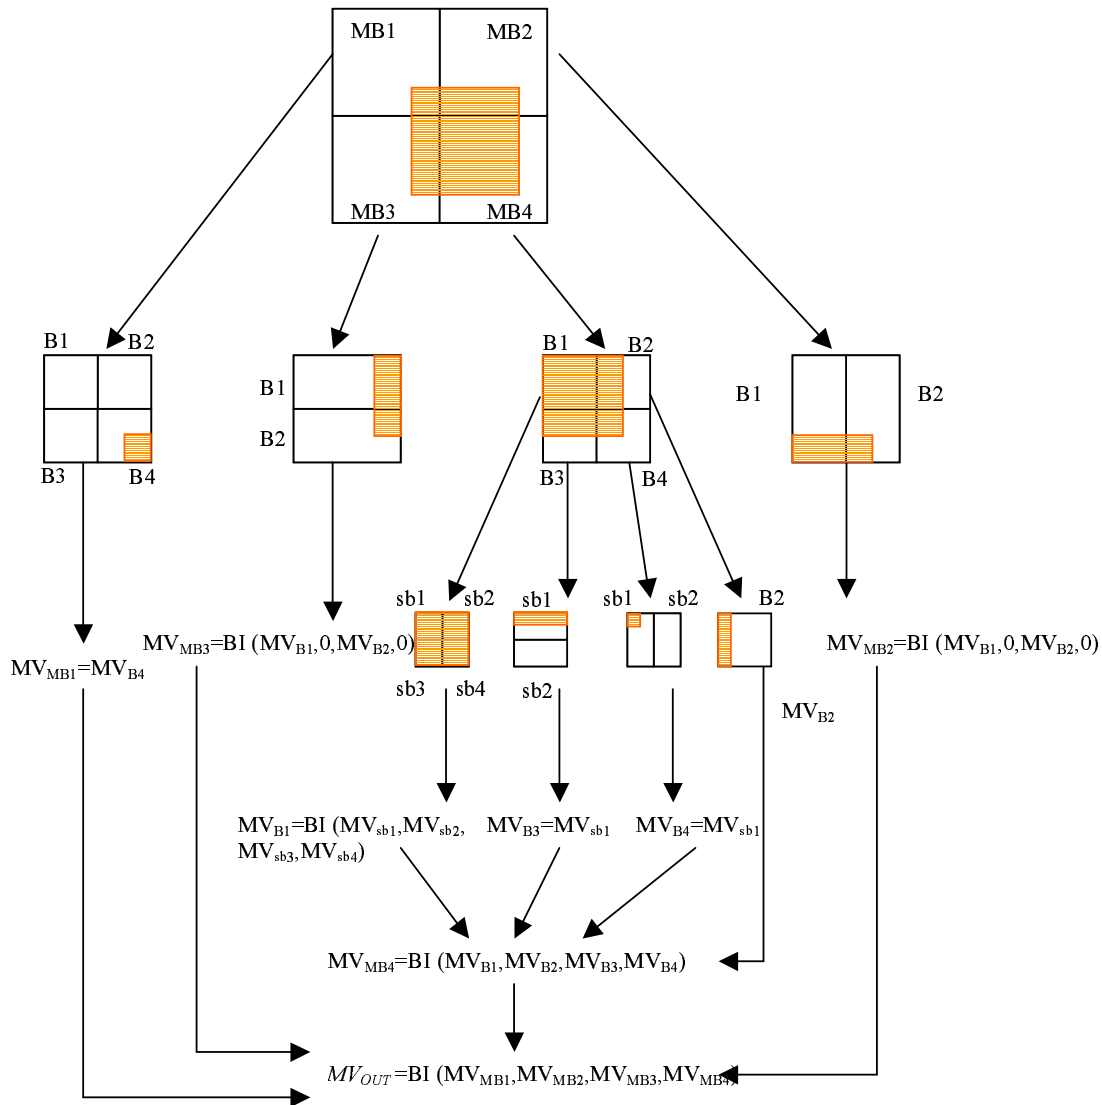 MB1 MB2
MB3 MB4
B1 B2
B3 B4
B1
B2
B1 B2
B3 B4
B1 B2
sb1 sb2
sb3 sb4
sb1
sb2
sb1 sb2
B2
MV_MB1=MV_B4
MV_MB3=BI (MV_B1,0,MV_B2,0)
MV_MB2=BI (MV_B1,0,MV_B2,0)
MV_B2
MV_B1=BI (MV_sb1,MV_sb2,
MV_sb3,MV_sb4)
MV_B3=MV_sb1
MV_B4=MV_sb1
MV_MB4=BI (MV_B1,MV_B2,MV_B3,MV_B4)
MV_OUT=BI (MV_MB1,MV_MB2,MV_MB3,MV_MB4)